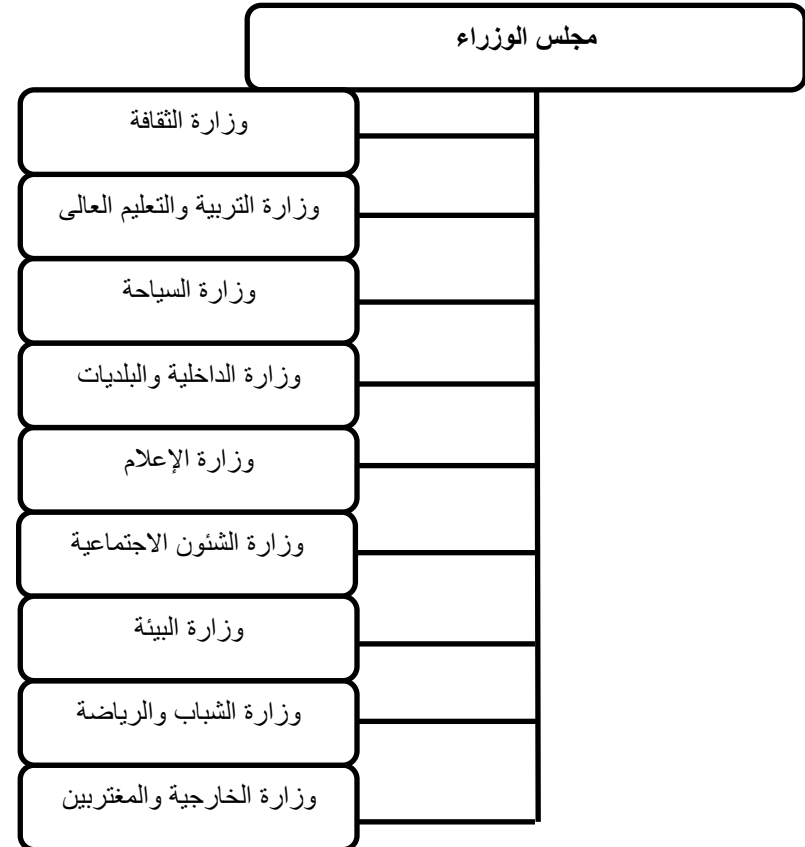 مجلس الوزراء
وزارة الثقافة
وزارة التربية والتعليم العالى
وزارة السياحة
وزارة الداخلية والبلديات
وزارة الإعلام
وزارة الشئون الاجتماعية
وزارة البيئة
وزارة الشباب والرياضة
وزارة الخارجية والمغتربين